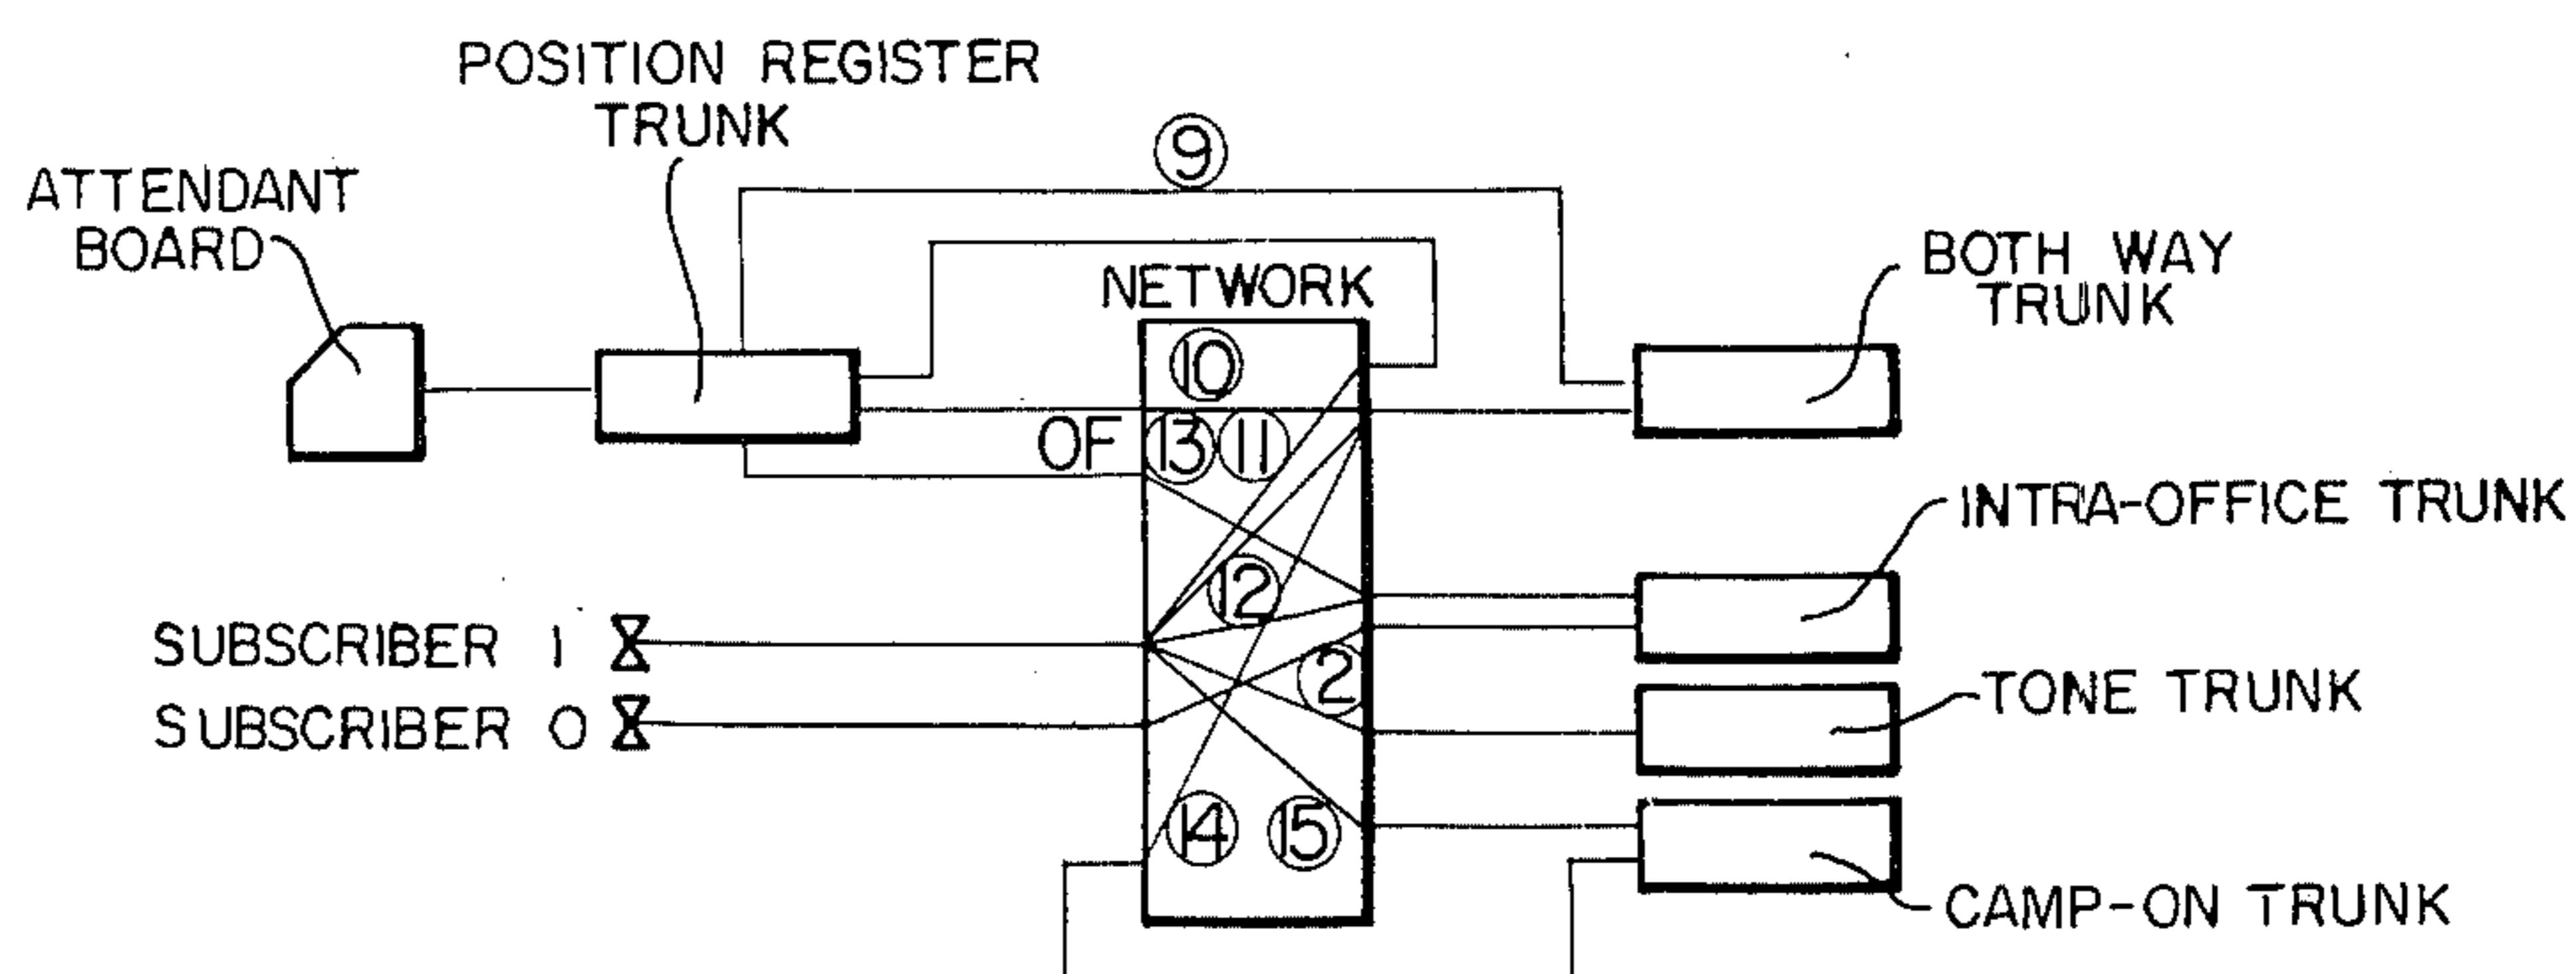 POSITION REGISTER
TRUNK
⑨
ATTENDANT
BOARD
NETWORK
BOTH WAY
TRUNK
⑩
OF ⑬ ⑪
INTRA-OFFICE TRUNK
⑫
SUBSCRIBER 1
②
TONE TRUNK
SUBSCRIBER 0
⑭ ⑮
CAMP-ON TRUNK